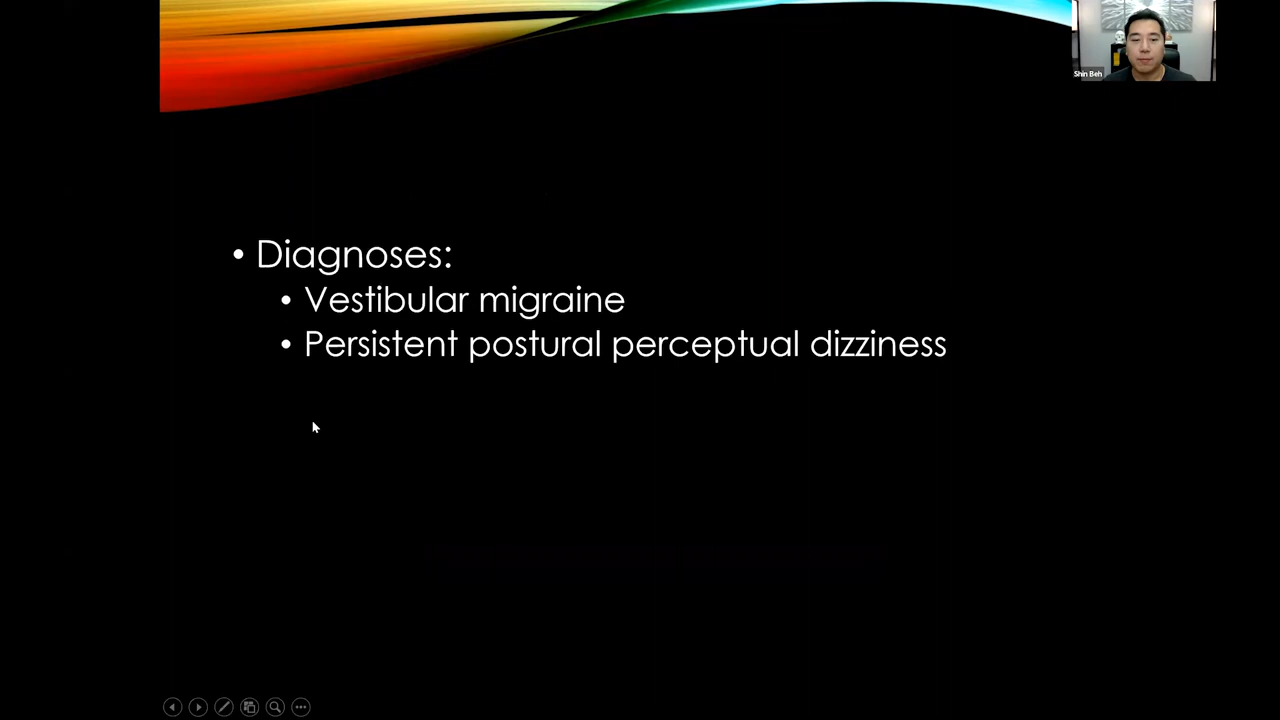 Shin Beh
• Diagnoses:
• Vestibular migraine
• Persistent postural perceptual dizziness